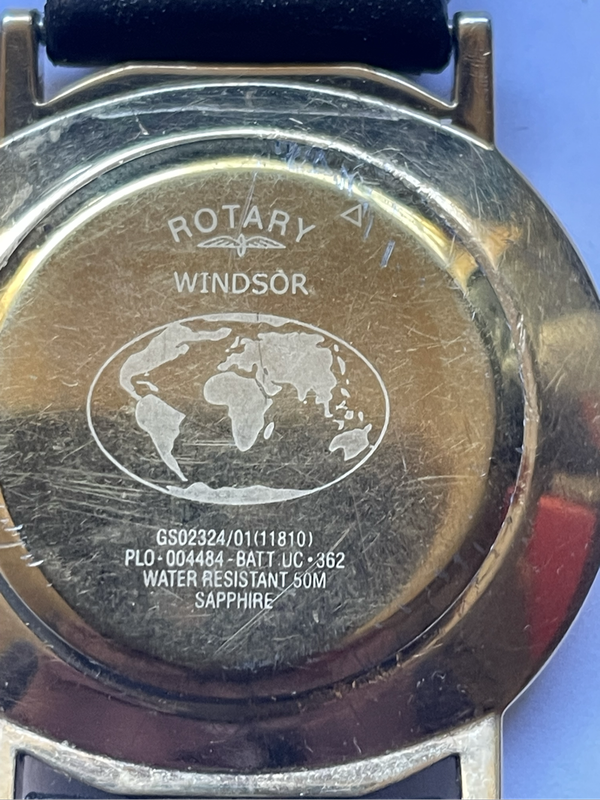 ROTARY
WINDSOR
GS02324/01(11810)
PLO-004484-BATT.UC•362
WATER RESISTANT 50M
SAPPHIRE